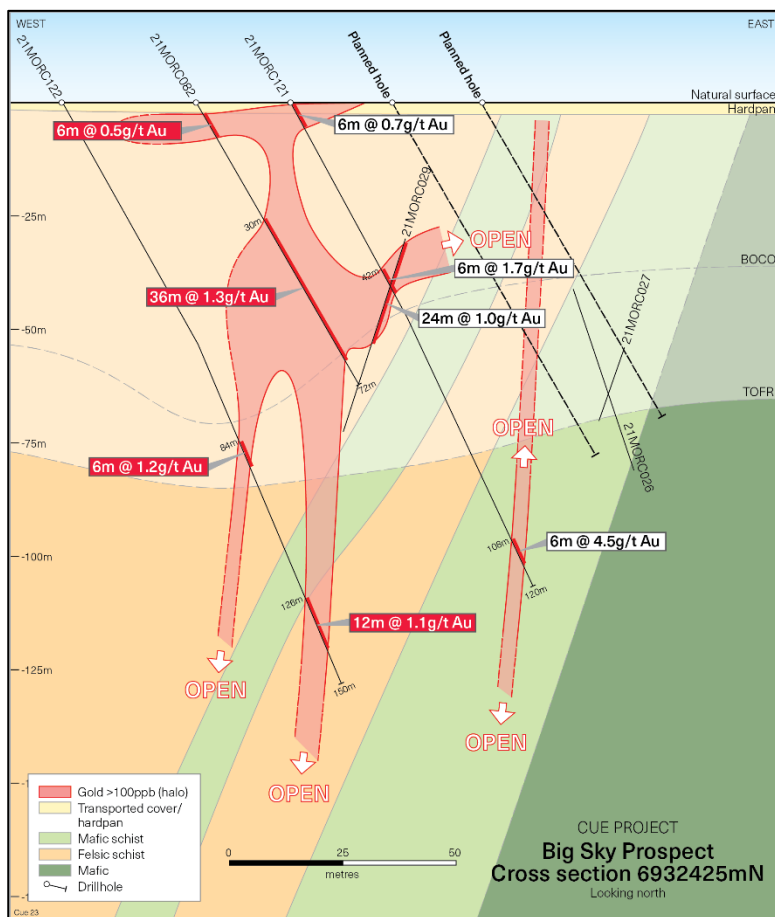 WEST
EAST
21MORC122
21MORC082
21MORC121
Planned hole
Planned hole
Natural surface
Hardpan
6m @ 0.5g/t Au
6m @ 0.7g/t Au
21MORC029
-25m
30m
OPEN
BOCO
42m
6m @ 1.7g/t Au
36m @ 1.3g/t Au
21MORC027
24m @ 1.0g/t Au
-50m
72m
TOFR
OPEN
-75m
84m
6m @ 1.2g/t Au
21MORC026
108m
6m @ 4.5g/t Au
-100m
120m
126m
12m @ 1.1g/t Au
-125m
150m
OPEN
OPEN
OPEN
Gold >100ppb (halo)
Transported cover/
hardpan
Mafic schist
Felsic schist
Mafic
Drillhole
0 25 50
metres
CUE PROJECT
Big Sky Prospect
Cross section 6932425mN
Looking north
Cue 23